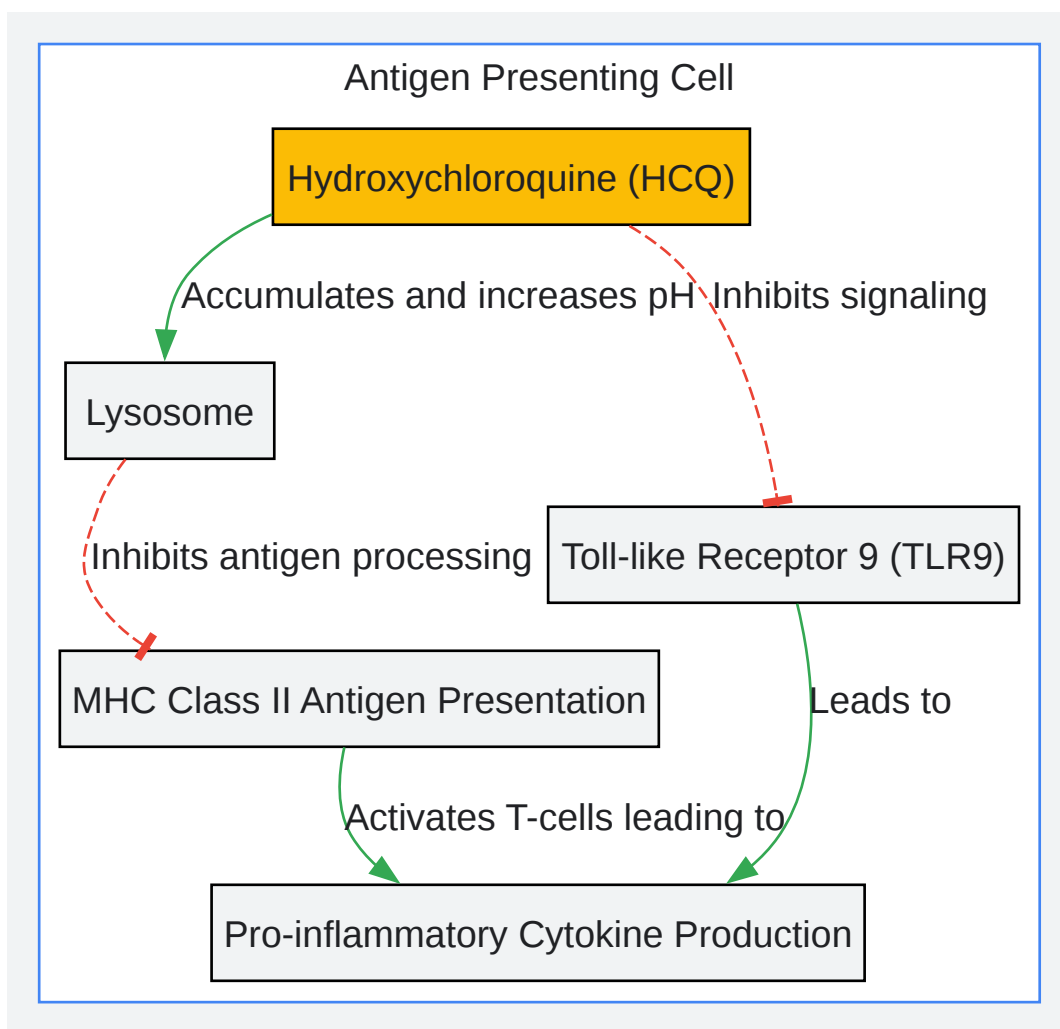 Antigen Presenting Cell
Hydroxychloroquine (HCQ)
Accumulates and increases pH
Inhibits signaling
Lysosome
Inhibits antigen processing
Toll-like Receptor 9 (TLR9)
MHC Class II Antigen Presentation
Leads to
Activates T-cells leading to
Pro-inflammatory Cytokine Production